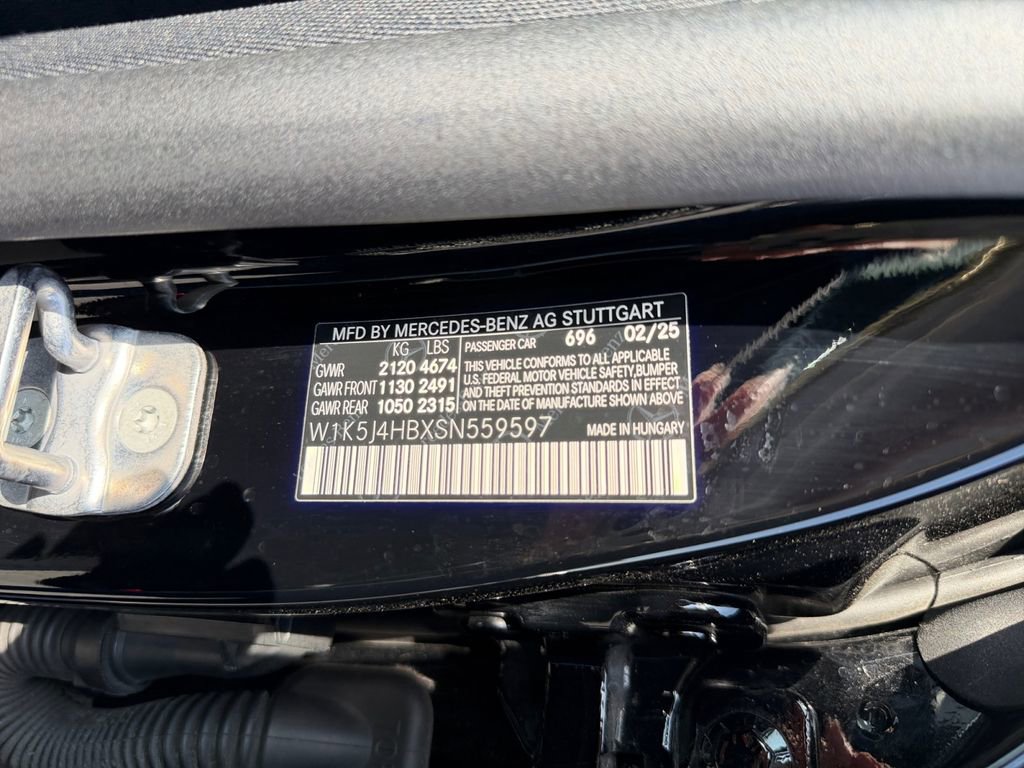 MFD BY MERCEDES-BENZ AG STUTTGART
KG LBS PASSENGER CAR 696 02/25
GVWR 2120 4674
GAWR FRONT 1130 2491
GAWR REAR 1050 2315
THIS VEHICLE CONFORMS TO ALL APPLICABLE
U.S. FEDERAL MOTOR VEHICLE SAFETY,BUMPER
AND THEFT PREVENTION STANDARDS IN EFFECT
ON THE DATE OF MANUFACTURE SHOWN ABOVE
W1K5J4HBXSN559597 MADE IN HUNGARY